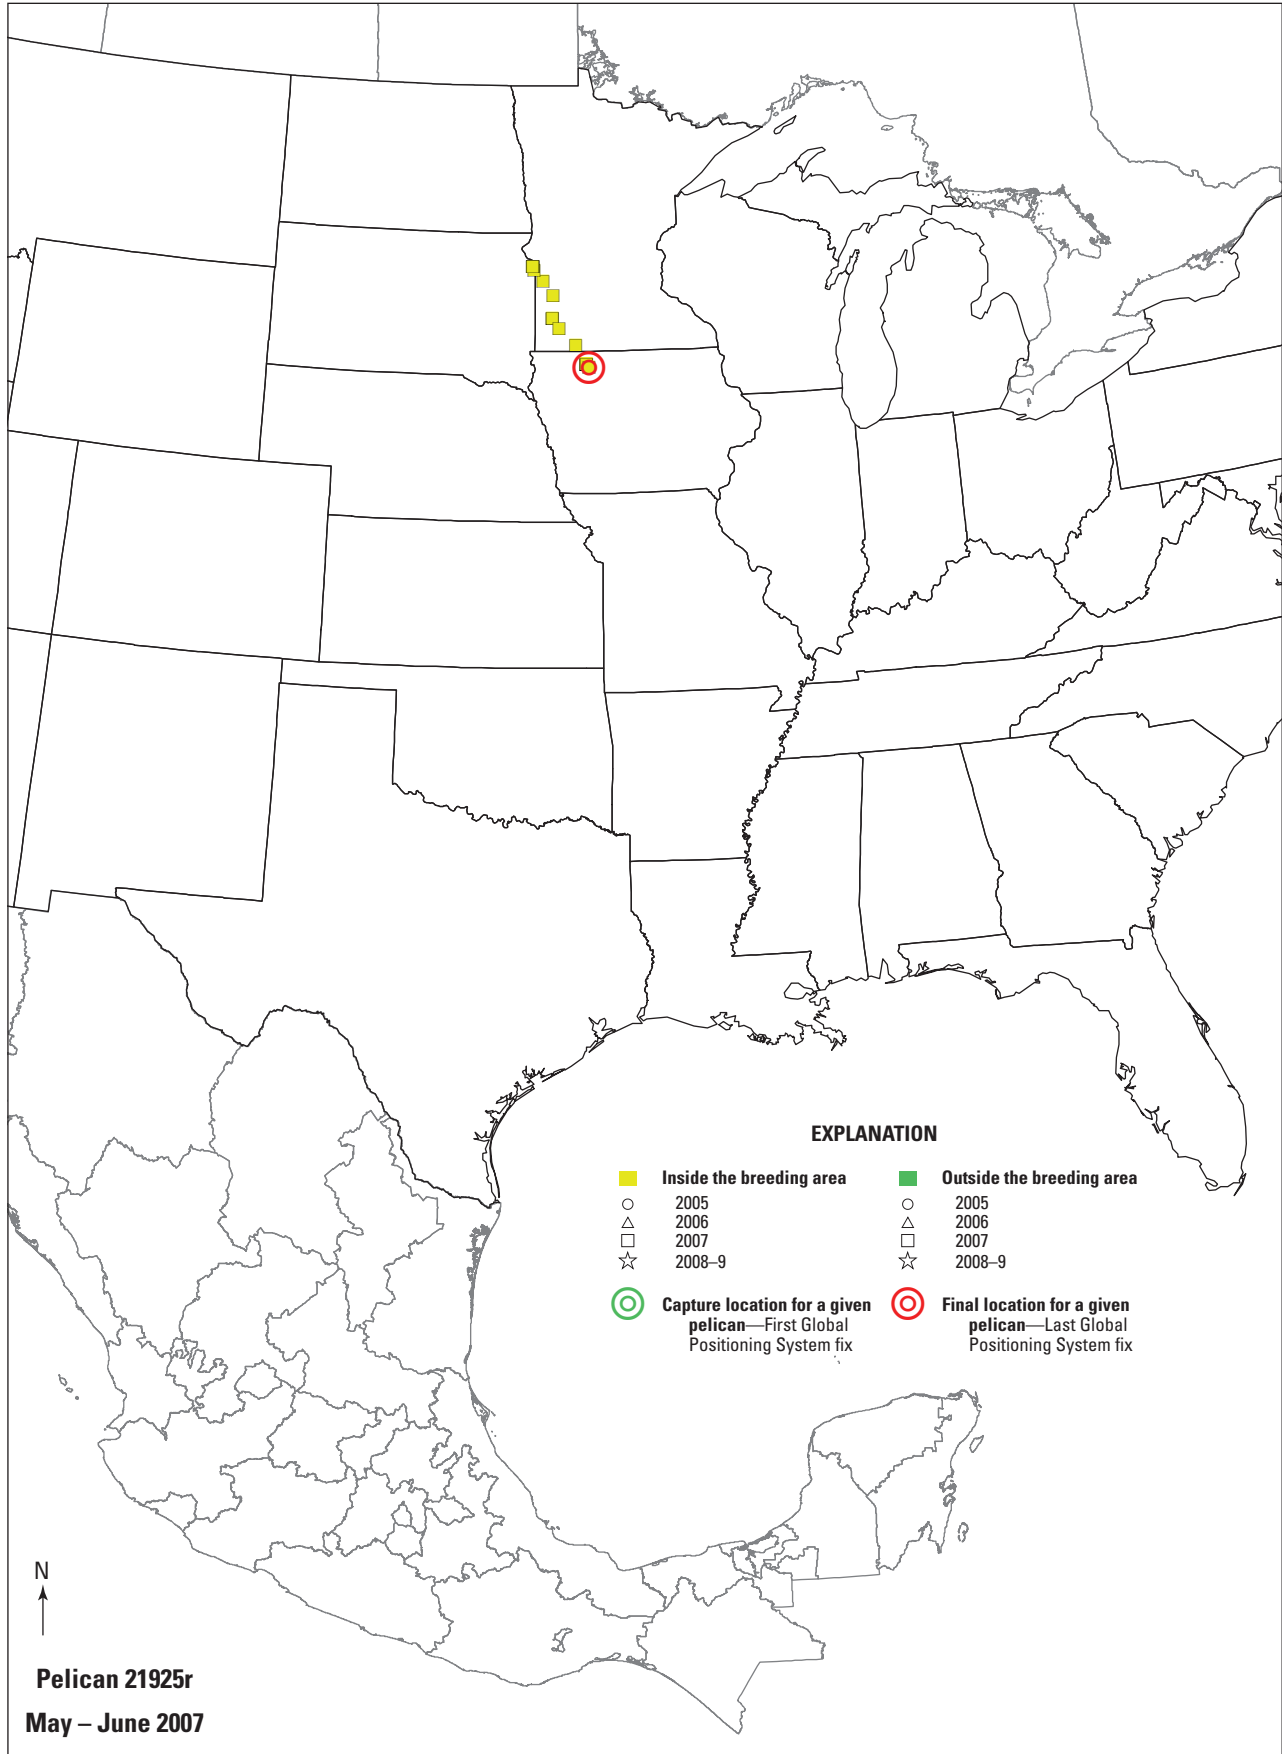 EXPLANATION
Inside the breeding area
2005
2006
2007
2008–9
Capture location for a given
pelican—First Global
Positioning System fix
Outside the breeding area
2005
2006
2007
2008–9
Final location for a given
pelican—Last Global
Positioning System fix
N
Pelican 21925r
May – June 2007